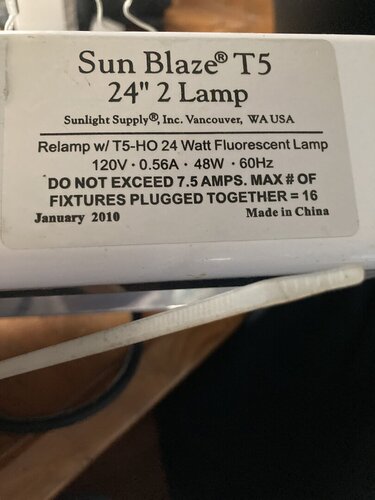 Sun Blaze® T5
24" 2 Lamp
Sunlight Supply®, Inc. Vancouver, WA USA
Relamp w/ T5-HO 24 Watt Fluorescent Lamp
120V · 0.56A · 48W · 60Hz
DO NOT EXCEED 7.5 AMPS. MAX # OF
FIXTURES PLUGGED TOGETHER = 16
January 2010 Made in China